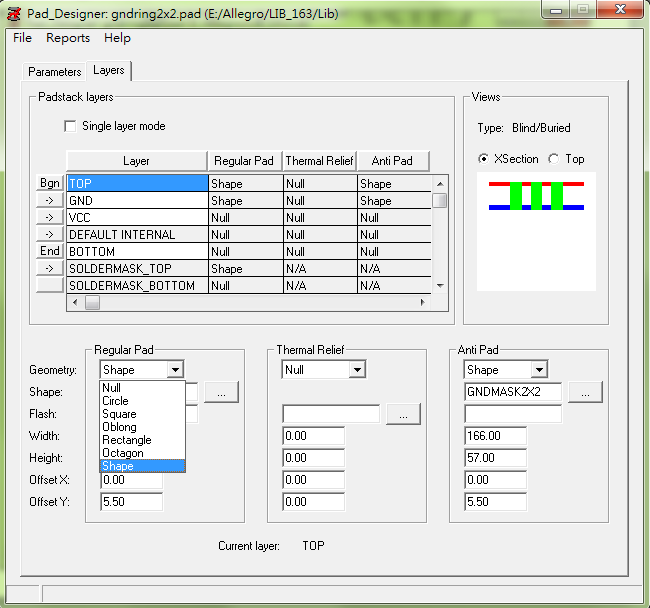 Pad_Designer: gndring2x2.pad (E:/Allegro/LIB_163/Lib)
File Reports Help
Parameters Layers
Padstack layers
Single layer mode
Layer Regular Pad Thermal Relief Anti Pad
Bgn TOP Shape Null Shape
-> GND Shape Null Shape
-> VCC Null Null Null
-> DEFAULT INTERNAL Null Null Null
End BOTTOM Null Null Null
-> SOLDERMASK_TOP Shape N/A N/A
SOLDERMASK_BOTTOM Null N/A N/A
Views
Type: Blind/Buried
XSection Top
Regular Pad Thermal Relief Anti Pad
Geometry: Shape Null Shape
Shape: ... GNDMASK2X2 ...
Flash: ...
Width: 0.00 166.00
Height: 0.00 57.00
Offset X: 0.00 0.00 0.00
Offset Y: 5.50 0.00 5.50
Null
Circle
Square
Oblong
Rectangle
Octagon
Shape
Current layer: TOP